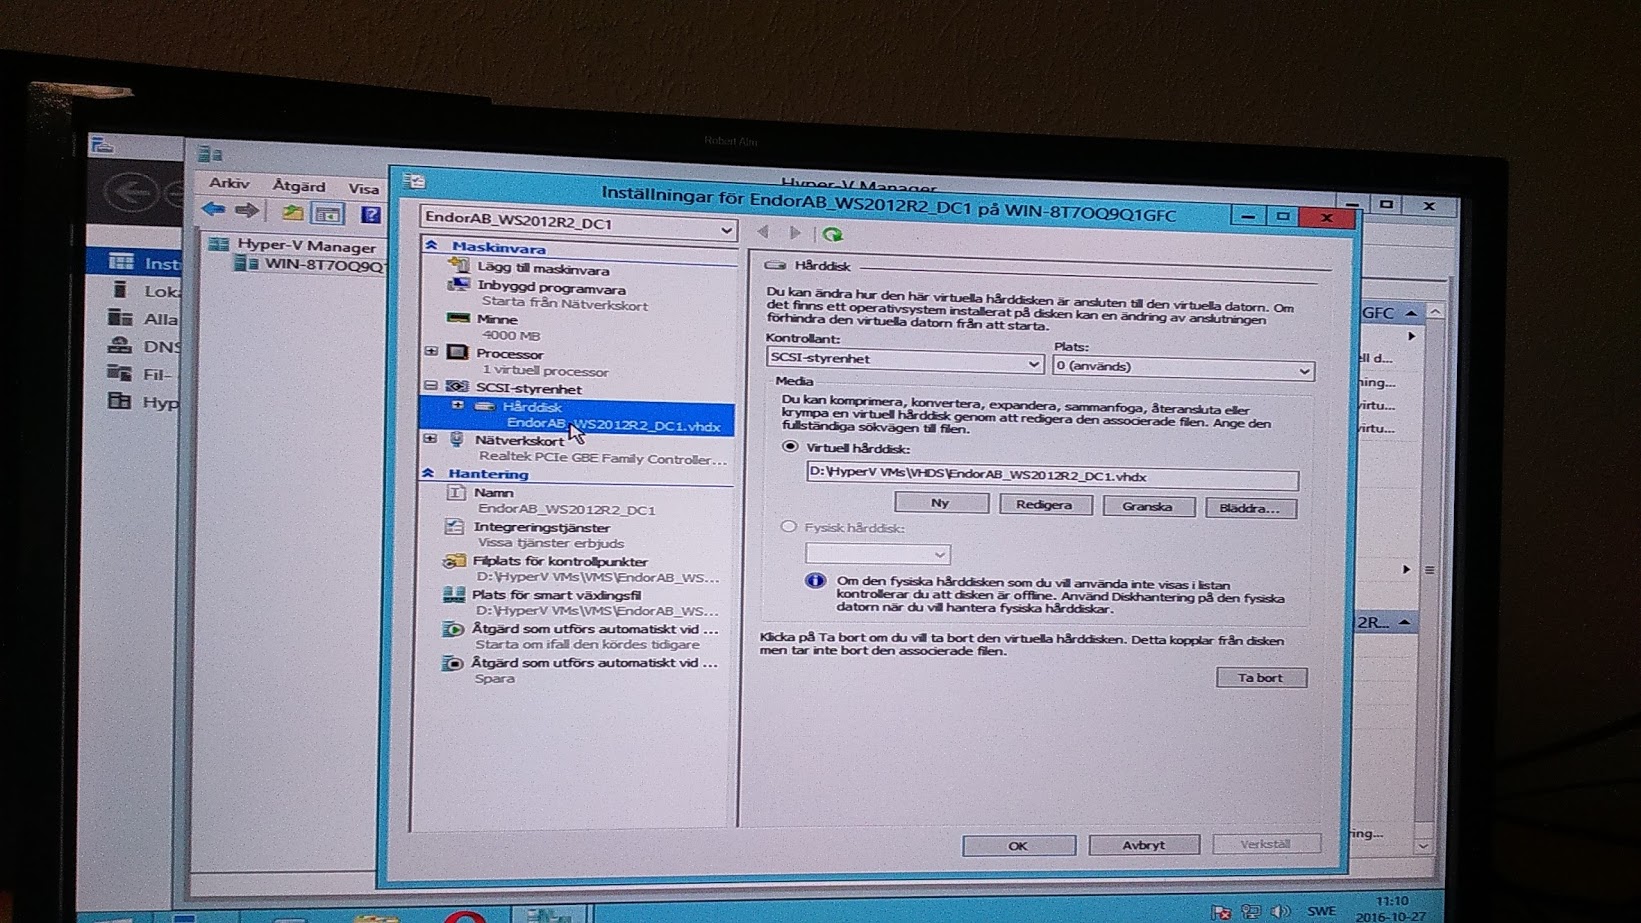 Robert Alm
Hyper-V Manager
Arkiv Åtgärd Visa
Inställningar för EndorAB_WS2012R2_DC1 på WIN-8T7OQ9Q1GFC
Hyper-V Manager
WIN-8T7OQ9Q
Inst
Loka
Alla
DNS
Fil-
Hyp
EndorAB_WS2012R2_DC1
Maskinvara
Lägg till maskinvara
Inbyggd programvara
Starta från Nätverkskort
Minne
4000 MB
Processor
1 virtuell processor
SCSI-styrenhet
Hårddisk
EndorAB_WS2012R2_DC1.vhdx
Nätverkskort
Realtek PCIe GBE Family Controller...
Hantering
Namn
EndorAB_WS2012R2_DC1
Integreringstjänster
Vissa tjänster erbjuds
Filplats för kontrollpunkter
D:\HyperV VMs\VMS\EndorAB_WS...
Plats för smart växlingsfil
D:\HyperV VMs\VMS\EndorAB_WS...
Åtgärd som utförs automatiskt vid ...
Starta om ifall den kördes tidigare
Åtgärd som utförs automatiskt vid ...
Spara
Hårddisk
Du kan ändra hur den här virtuella hårddisken är ansluten till den virtuella datorn. Om
det finns ett operativsystem installerat på disken kan en ändring av anslutningen
förhindra den virtuella datorn från att starta.
Kontrollant: Plats:
SCSI-styrenhet 0 (används)
Media
Du kan komprimera, konvertera, expandera, sammanfoga, återansluta eller
krympa en virtuell hårddisk genom att redigera den associerade filen. Ange den
fullständiga sökvägen till filen.
Virtuell hårddisk:
D:\HyperV VMs\VHDS\EndorAB_WS2012R2_DC1.vhdx
Ny Redigera Granska Bläddra...
Fysisk hårddisk:
Om den fysiska hårddisken som du vill använda inte visas i listan
kontrollerar du att disken är offline. Använd Diskhantering på den fysiska
datorn när du vill hantera fysiska hårddiskar.
Klicka på Ta bort om du vill ta bort den virtuella hårddisken. Detta kopplar från disken
men tar inte bort den associerade filen.
Ta bort
OK Avbryt Verkställ
GFC
ell d...
ning...
virtu...
virtu...
2R...
ring...
SWE
11:10
2016-10-27